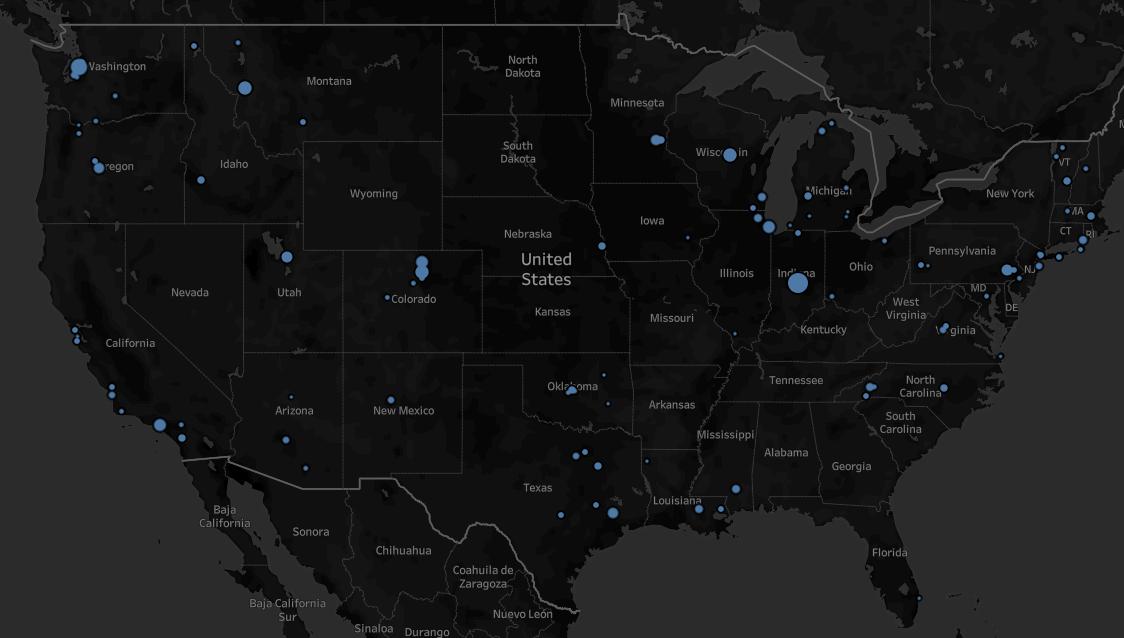 Washington
Montana
North
Dakota
Minnesota
Oregon
Idaho
South
Dakota
Wisconsin
Michigan
VT
New York
Wyoming
Iowa
MA
CT
RI
Nebraska
United
States
Illinois
Indiana
Ohio
Pennsylvania
NJ
Nevada
Utah
Colorado
Kansas
Missouri
Kentucky
West
Virginia
MD
DE
Virginia
California
Oklahoma
Arkansas
Tennessee
North
Carolina
Arizona
New Mexico
South
Carolina
Mississippi
Alabama
Georgia
Texas
Louisiana
Baja
California
Sonora
Chihuahua
Florida
Coahuila de
Zaragoza
Baja California
Sur
Nuevo León
Sinaloa
Durango